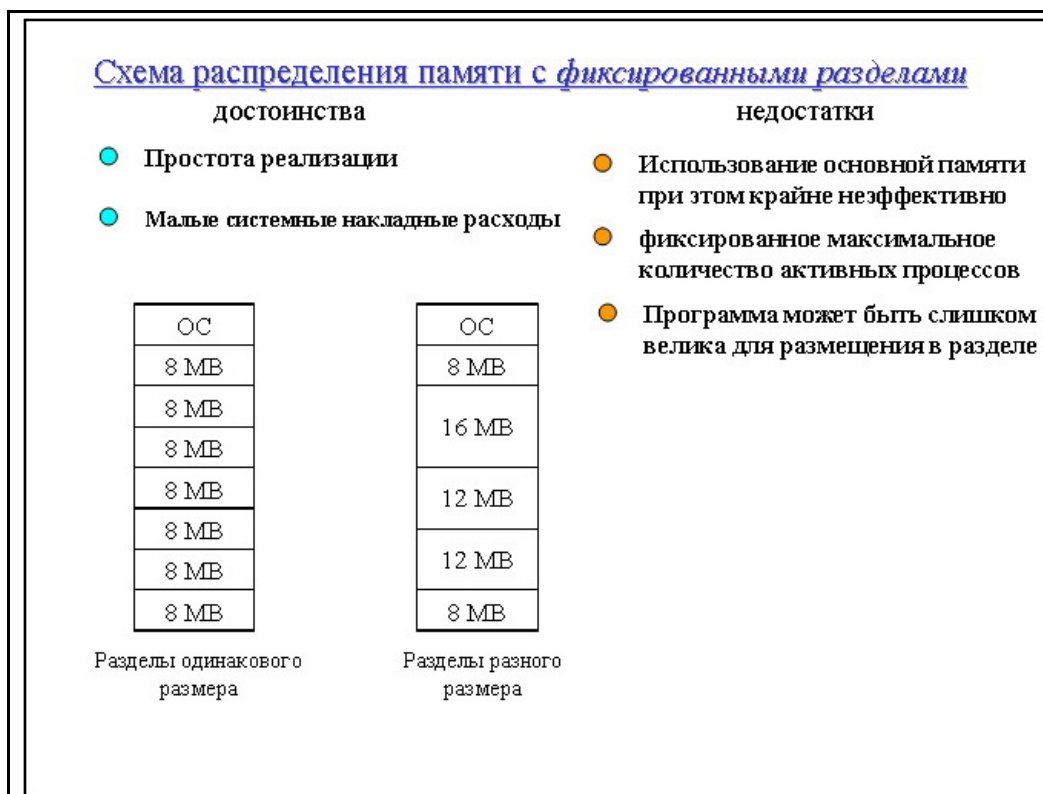 Схема распределения памяти с фиксированными разделами
достоинства
Простота реализации
Малые системные накладные расходы
недостатки
Использование основной памяти
при этом крайне неэффективно
фиксированное максимальное
количество активных процессов
Программа может быть слишком
велика для размещения в разделе
ОС
8 MB
8 MB
8 MB
8 MB
8 MB
8 MB
8 MB
Разделы одинакового
размера
ОС
8 MB
16 MB
12 MB
12 MB
8 MB
Разделы разного
размера